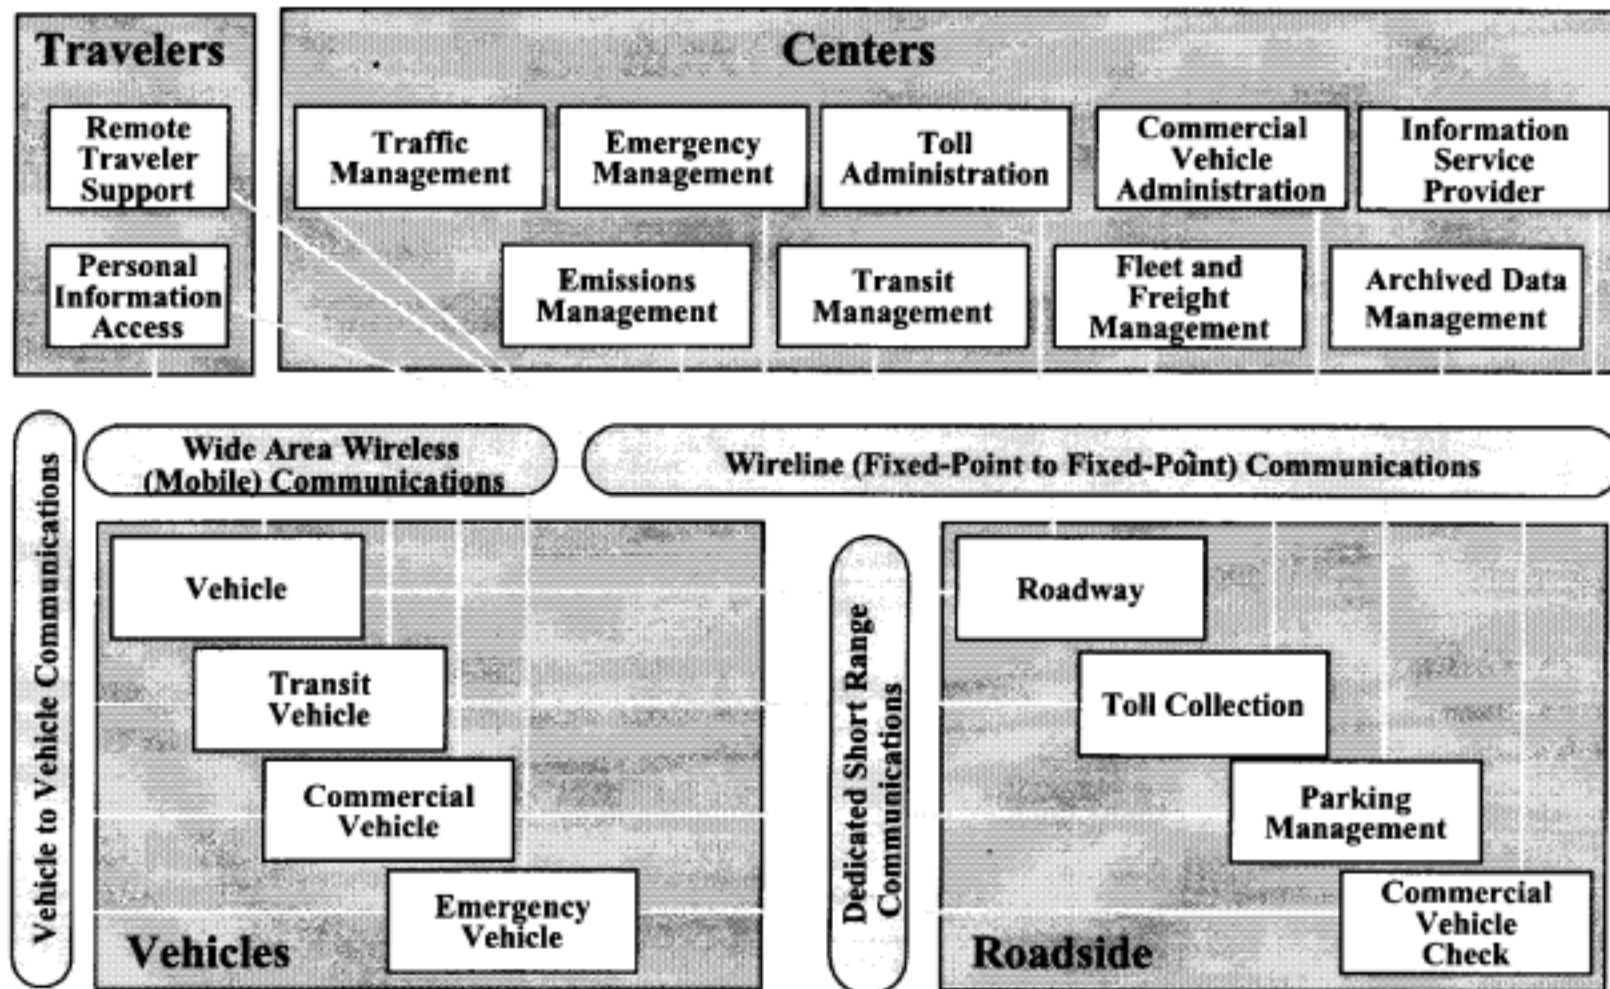 Travelers
Remote
Traveler
Support
Personal
Information
Access
Centers
Traffic
Management
Emergency
Management
Toll
Administration
Commercial
Vehicle
Administration
Information
Service
Provider
Emissions
Management
Transit
Management
Fleet and
Freight
Management
Archived Data
Management
Wide Area Wireless
(Mobile) Communications
Wireline (Fixed-Point to Fixed-Point) Communications
Vehicle to Vehicle Communications
Vehicle
Transit
Vehicle
Commercial
Vehicle
Emergency
Vehicle
Vehicles
Dedicated Short Range
Communications
Roadway
Toll Collection
Parking
Management
Commercial
Vehicle
Check
Roadside